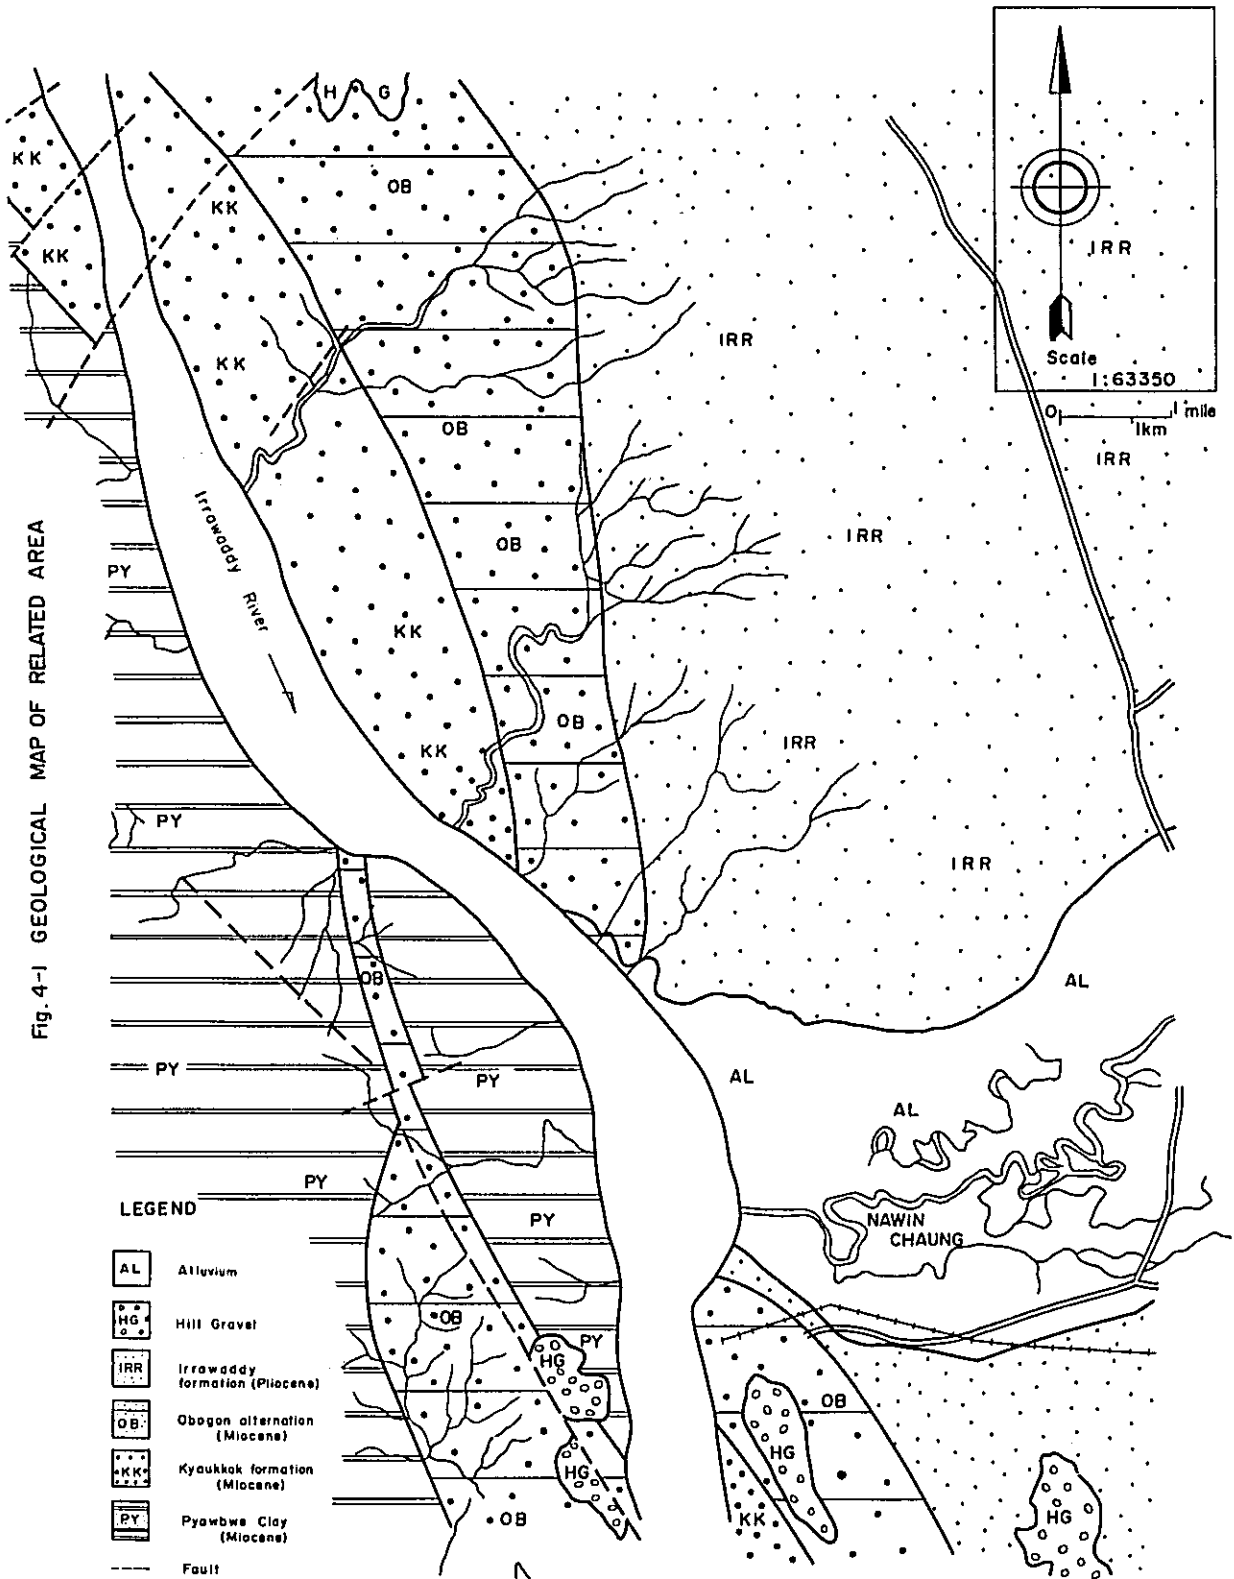 Fig. 4-1 GEOLOGICAL MAP OF RELATED AREA
H G
KK
OB
KK
KK
IRR
Scale
1:63350
0 1 mile
1km
IRR
KK
OB
IRR
Irrawaddy River
OB
IRR
PY
KK
OB
KK
IRR
PY
IRR
OB
AL
PY
PY
AL
AL
PY
PY
NAWIN
CHAUNG
OB
PY
HG
OB
HG
HG
KK
OB
HG
LEGEND
AL Alluvium
HG Hill Gravel
IRR Irrawaddy
formation (Pliocene)
OB Obogon alternation
(Miocene)
KK Kyaukkok formation
(Miocene)
PY Pyawbwe Clay
(Miocene)
Fault